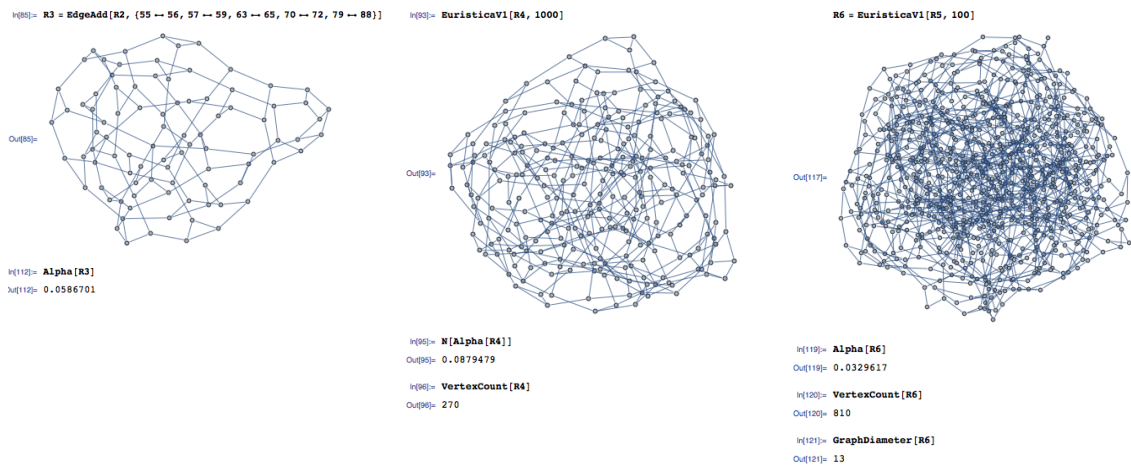 In[85]:= R3 = EdgeAdd[R2, {55 ↔ 56, 57 ↔ 59, 63 ↔ 65, 70 ↔ 72, 79 ↔ 88}]
Out[85]=
In[112]:= Alpha[R3]
Out[112]= 0.0586701
In[93]:= EuristicaV1[R4, 1000]
Out[93]=
In[95]:= N[Alpha[R4]]
Out[95]= 0.0879479
In[96]:= VertexCount[R4]
Out[96]= 270
R6 = EuristicaV1[R5, 100]
Out[117]=
In[119]:= Alpha[R6]
Out[119]= 0.0329617
In[120]:= VertexCount[R6]
Out[120]= 810
In[121]:= GraphDiameter[R6]
Out[121]= 13